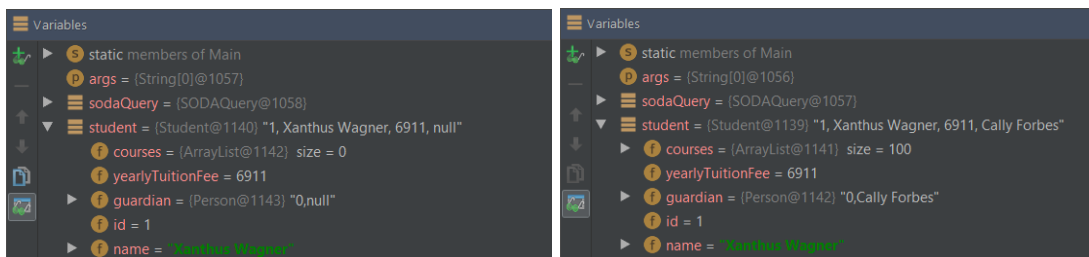 Variables
static members of Main
args = {String[0]@1057}
sodaQuery = {SODAQuery@1058}
student = {Student@1140} "1, Xanthus Wagner, 6911, null"
courses = {ArrayList@1142} size = 0
yearlyTuitionFee = 6911
guardian = {Person@1143} "0,null"
id = 1
name = "Xanthus Wagner"
Variables
static members of Main
args = {String[0]@1056}
sodaQuery = {SODAQuery@1057}
student = {Student@1139} "1, Xanthus Wagner, 6911, Cally Forbes"
courses = {ArrayList@1141} size = 100
yearlyTuitionFee = 6911
guardian = {Person@1142} "0,Cally Forbes"
id = 1
name = "Xanthus Wagner"